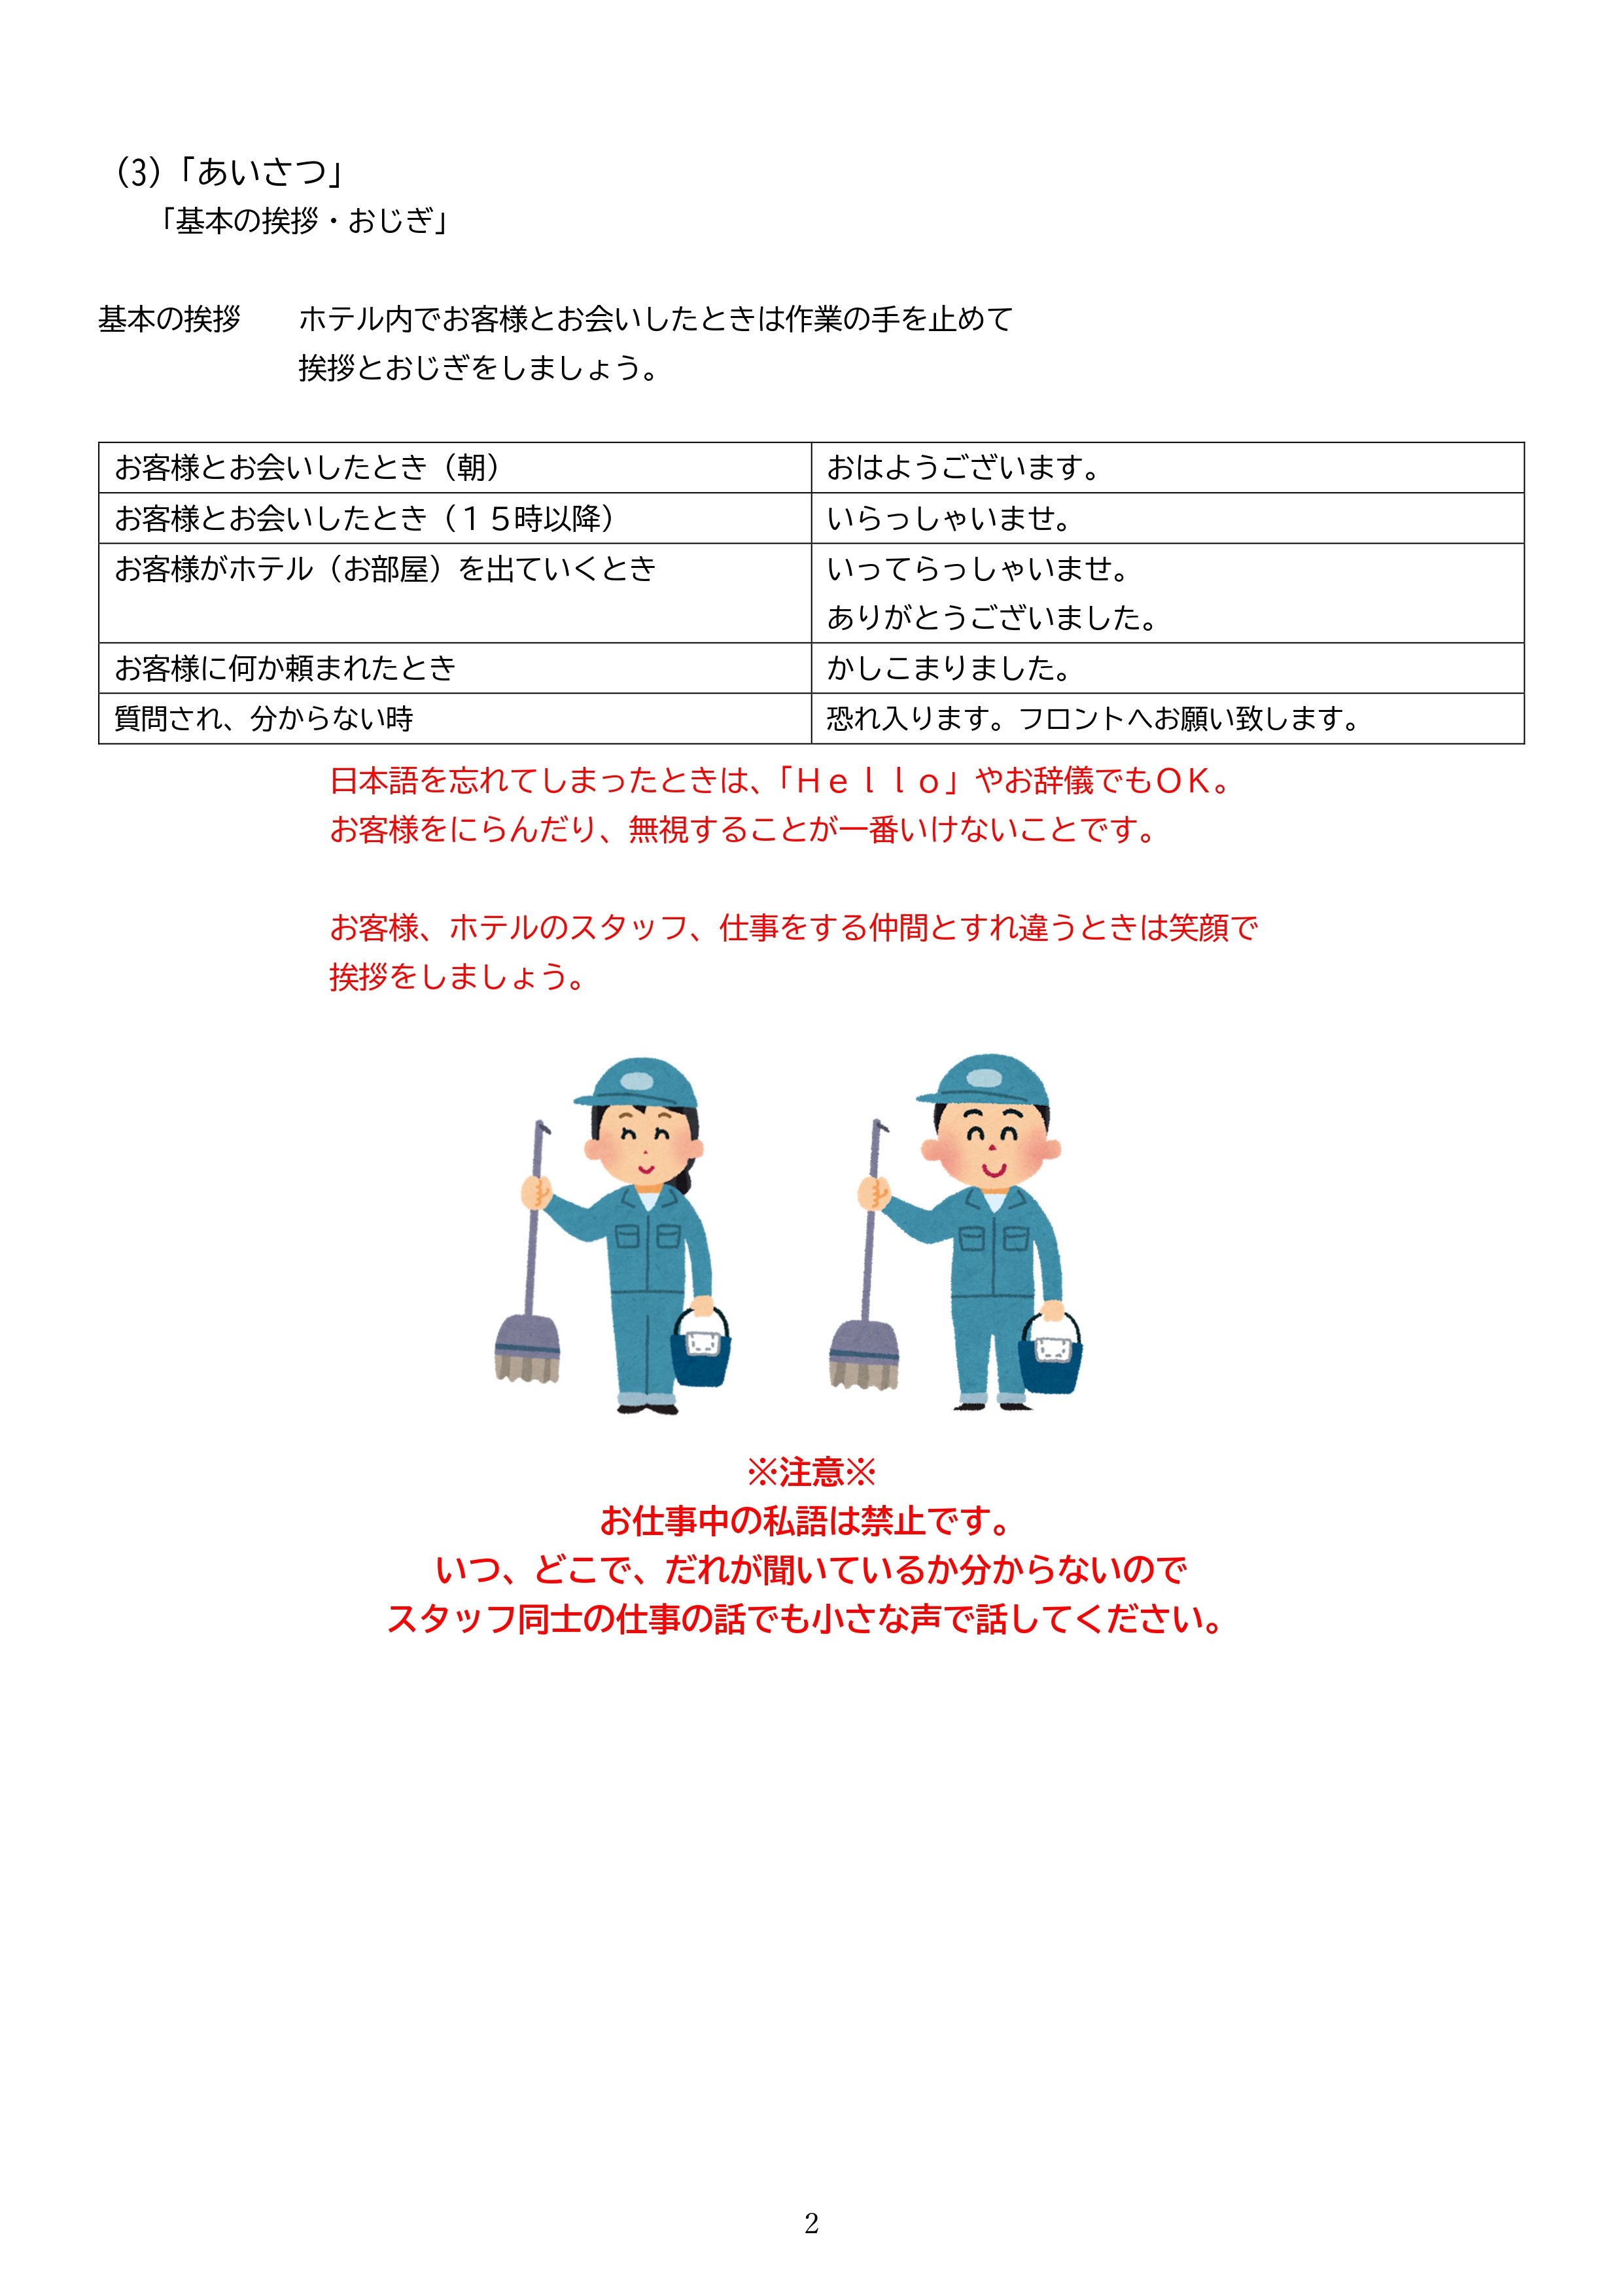 （3）「あいさつ」
「基本の挨拶・おじぎ」
基本の挨拶　　ホテル内でお客様とお会いしたときは作業の手を止めて
挨拶とおじぎをしましょう。
お客様とお会いしたとき（朝）　おはようございます。
お客様とお会いしたとき（１５時以降）　いらっしゃいませ。
お客様がホテル（お部屋）を出ていくとき　いってらっしゃいませ。
ありがとうございました。
お客様に何か頼まれたとき　かしこまりました。
質問され、分からない時　恐れ入ります。フロントへお願い致します。
日本語を忘れてしまったときは、「Ｈｅｌｌｏ」やお辞儀でもＯＫ。
お客様をにらんだり、無視することが一番いけないことです。
お客様、ホテルのスタッフ、仕事をする仲間とすれ違うときは笑顔で
挨拶をしましょう。
※注意※
お仕事中の私語は禁止です。
いつ、どこで、だれが聞いているか分からないので
スタッフ同士の仕事の話でも小さな声で話してください。
2